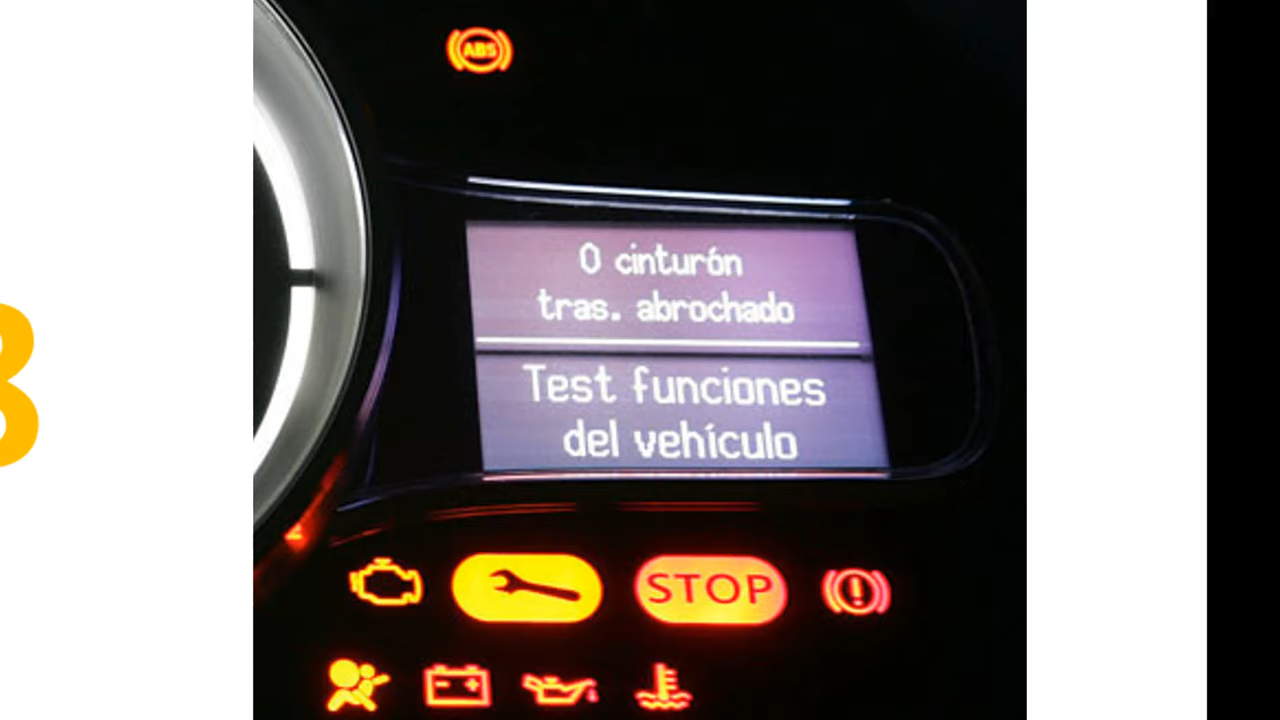 ABS
0 cinturón
tras. abrochado
Test funciones
del vehículo
STOP